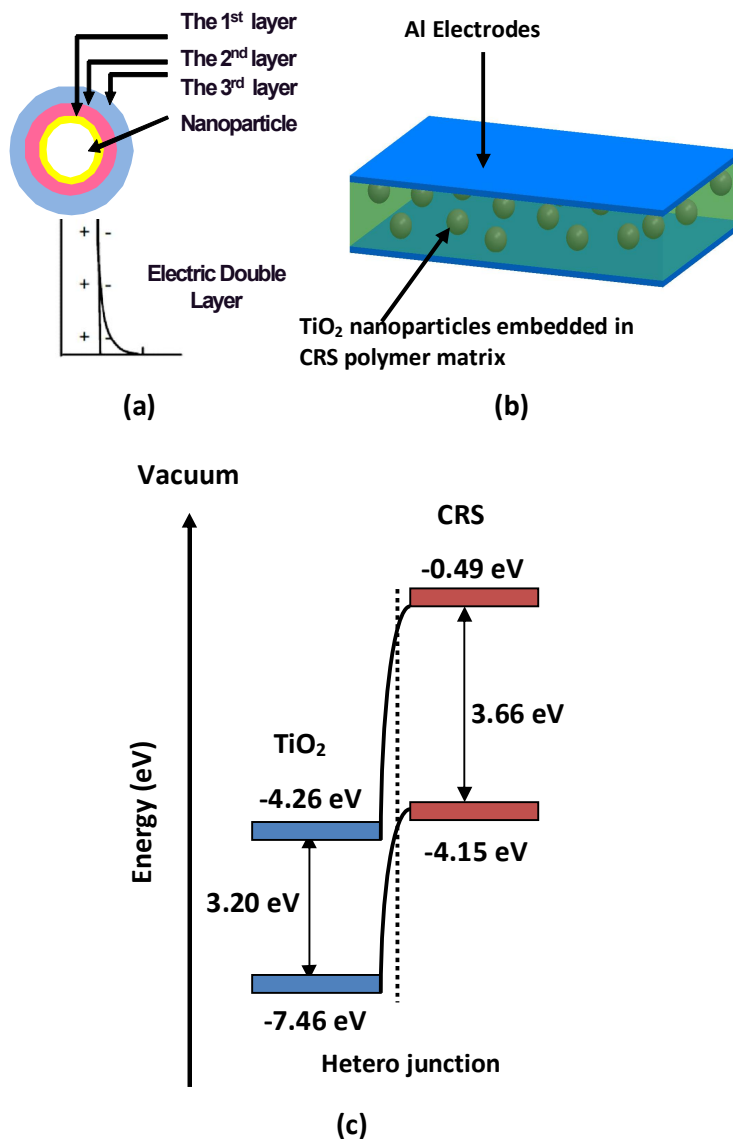 The 1st layer
The 2nd layer
The 3rd layer
Nanoparticle
+ -
+ -
+ -
Electric Double
Layer
(a)
Al Electrodes
TiO2 nanoparticles embedded in
CRS polymer matrix
(b)
Vacuum
CRS
-0.49 eV
3.66 eV
TiO2
-4.26 eV
-4.15 eV
3.20 eV
-7.46 eV
Energy (eV)
Hetero junction
(c)